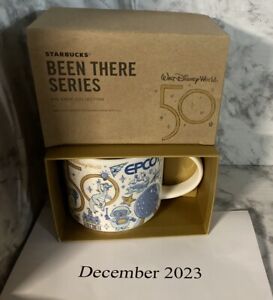 STARBUCKS
BEEN THERE
SERIES
Walt Disney World
50
EPCOT
December 2023